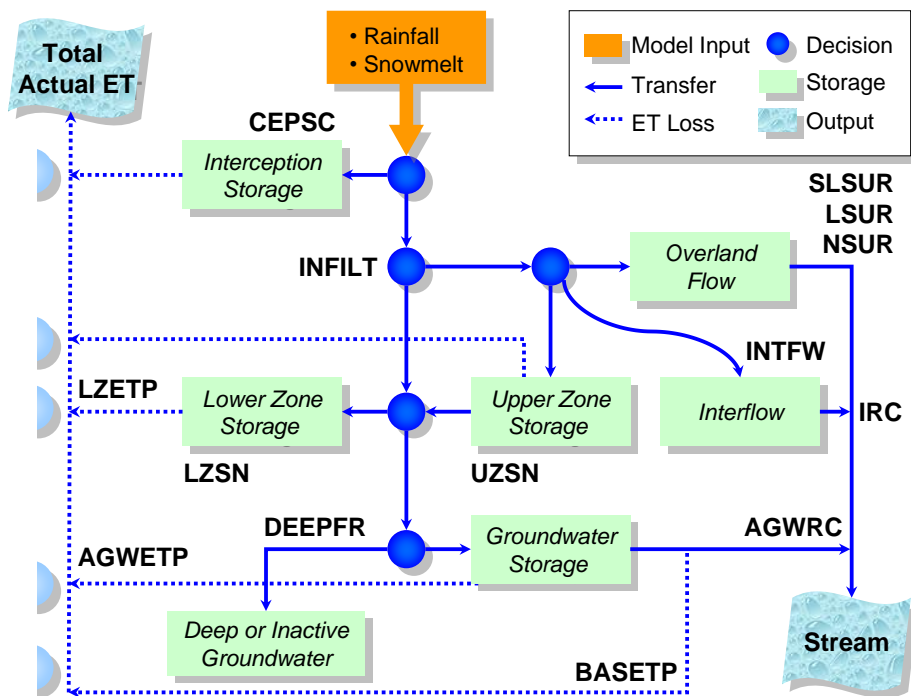 Total
Actual ET
• Rainfall
• Snowmelt
Model Input
Decision
Transfer
Storage
ET Loss
Output
CEPSC
Interception
Storage
SLSUR
LSUR
NSUR
INFILT
Overland
Flow
INTFW
LZETP
Lower Zone
Storage
Upper Zone
Storage
Interflow
IRC
LZSN
UZSN
DEEPFR
AGWRC
AGWETP
Groundwater
Storage
Deep or Inactive
Groundwater
Stream
BASETP